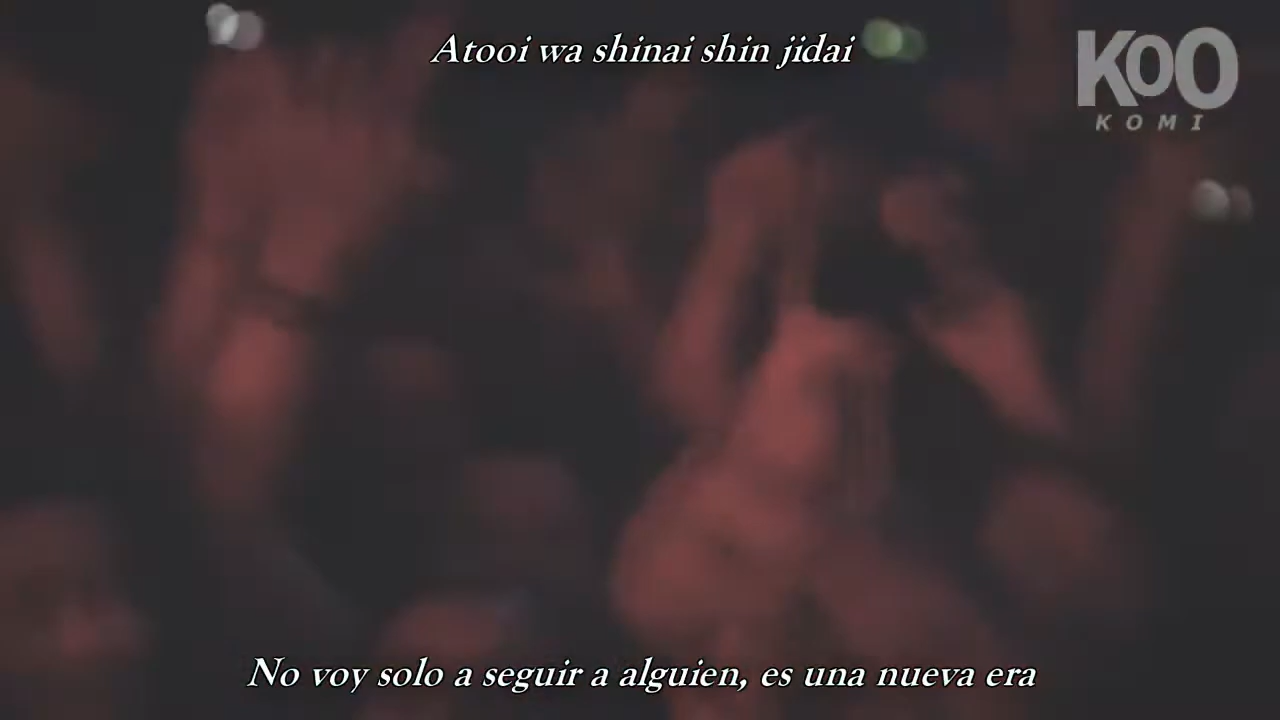 Atooi wa shinai shin jidai
KOO
KOMI
No voy solo a seguir a alguien, es una nueva era